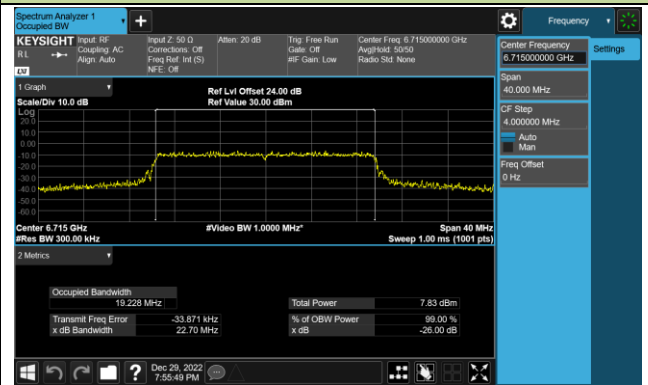 Spectrum Analyzer 1
Occupied BW
+
Frequency
KEYSIGHT
Input: RF
Coupling: AC
Align: Auto
Input Z: 50 Ω
Corrections: Off
Freq Ref: Int (S)
NFE: Off
Atten: 20 dB
Trig: Free Run
Gate: Off
#IF Gain: Low
Center Freq: 6.715000000 GHz
Avg|Hold: 50/50
Radio Std: None
RL
LXI
Center Frequency
6.715000000 GHz
Settings
Span
40.000 MHz
CF Step
4.000000 MHz
Auto
Man
Freq Offset
0 Hz
1 Graph
Scale/Div 10.0 dB
Ref Lvl Offset 24.00 dB
Ref Value 30.00 dBm
Log
20.0
10.0
0.00
-10.0
-20.0
-30.0
-40.0
-50.0
-60.0
Center 6.715 GHz
#Res BW 300.00 kHz
#Video BW 1.0000 MHz*
Span 40 MHz
Sweep 1.00 ms (1001 pts)
2 Metrics
Occupied Bandwidth
19.228 MHz
Total Power 7.83 dBm
Transmit Freq Error -33.871 kHz
% of OBW Power 99.00 %
x dB Bandwidth 22.70 MHz
x dB -26.00 dB
?
Dec 29, 2022
7:55:49 PM